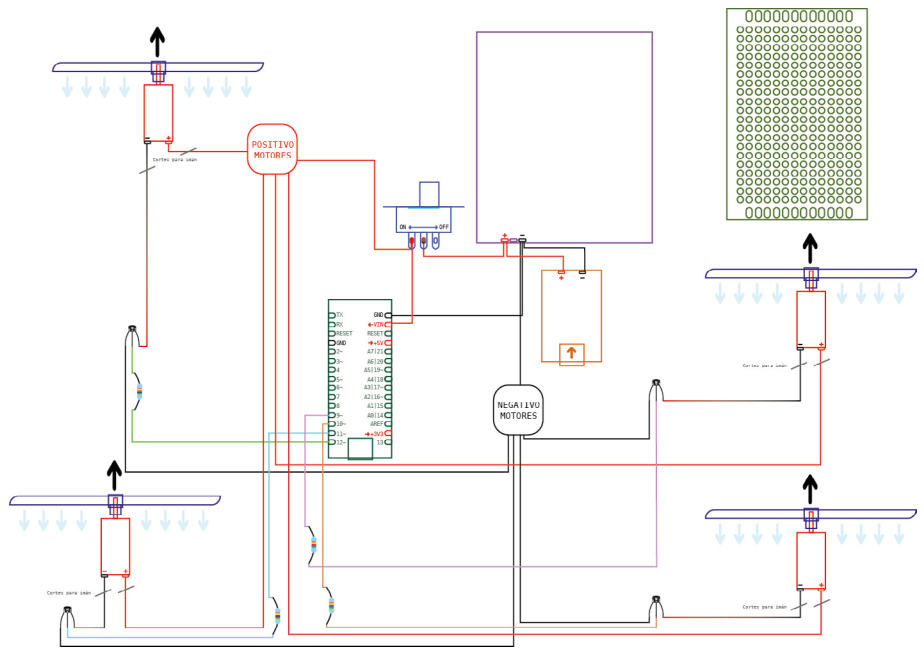 - +
Cortes para imán
POSITIVO
MOTORES
ON OFF
+ -
+ -
TX GND
RX VIN
RESET RESET
GND +5V
2~ A7|21
3~ A6|20
4 A5|19~
5~ A4|18
6~ A3|17~
7 A2|16~
8 A1|15
9~ A0|14
10~ AREF
11~ +3V3
12~ 13
NEGATIVO
MOTORES
- +
Cortes para imán
- +
Cortes para imán
- +
Cortes para imán